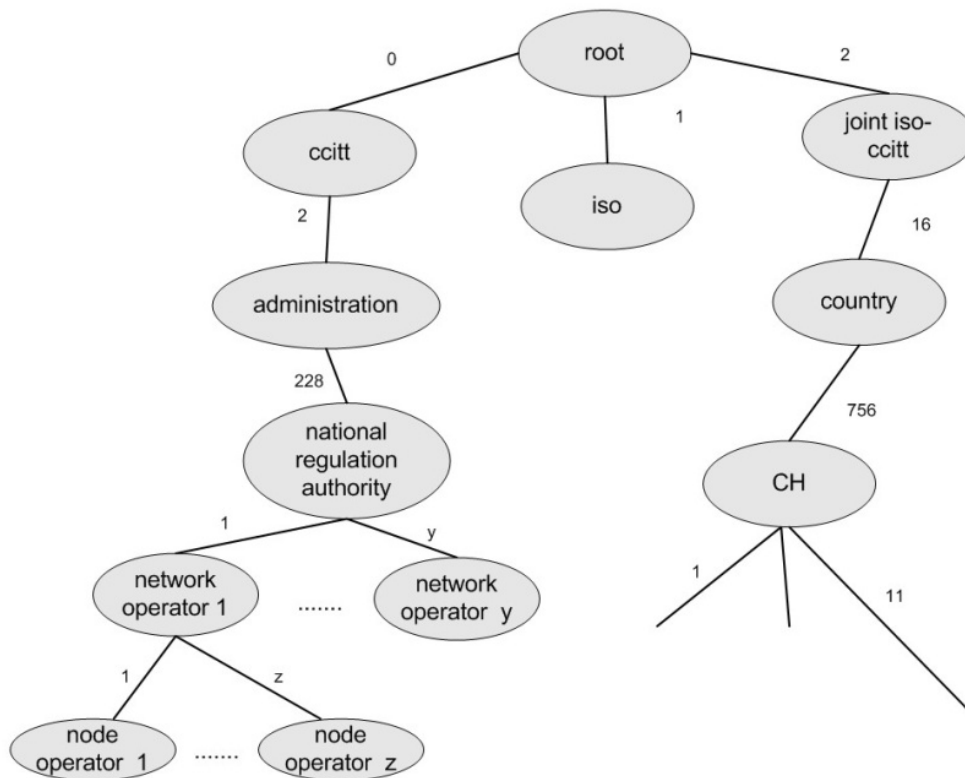 root
0
2
1
ccitt
joint iso-
ccitt
iso
2
16
administration
country
228
756
national
regulation
authority
CH
1
y
1
11
network
operator 1
.......
network
operator y
1
z
node
operator 1
.......
node
operator z